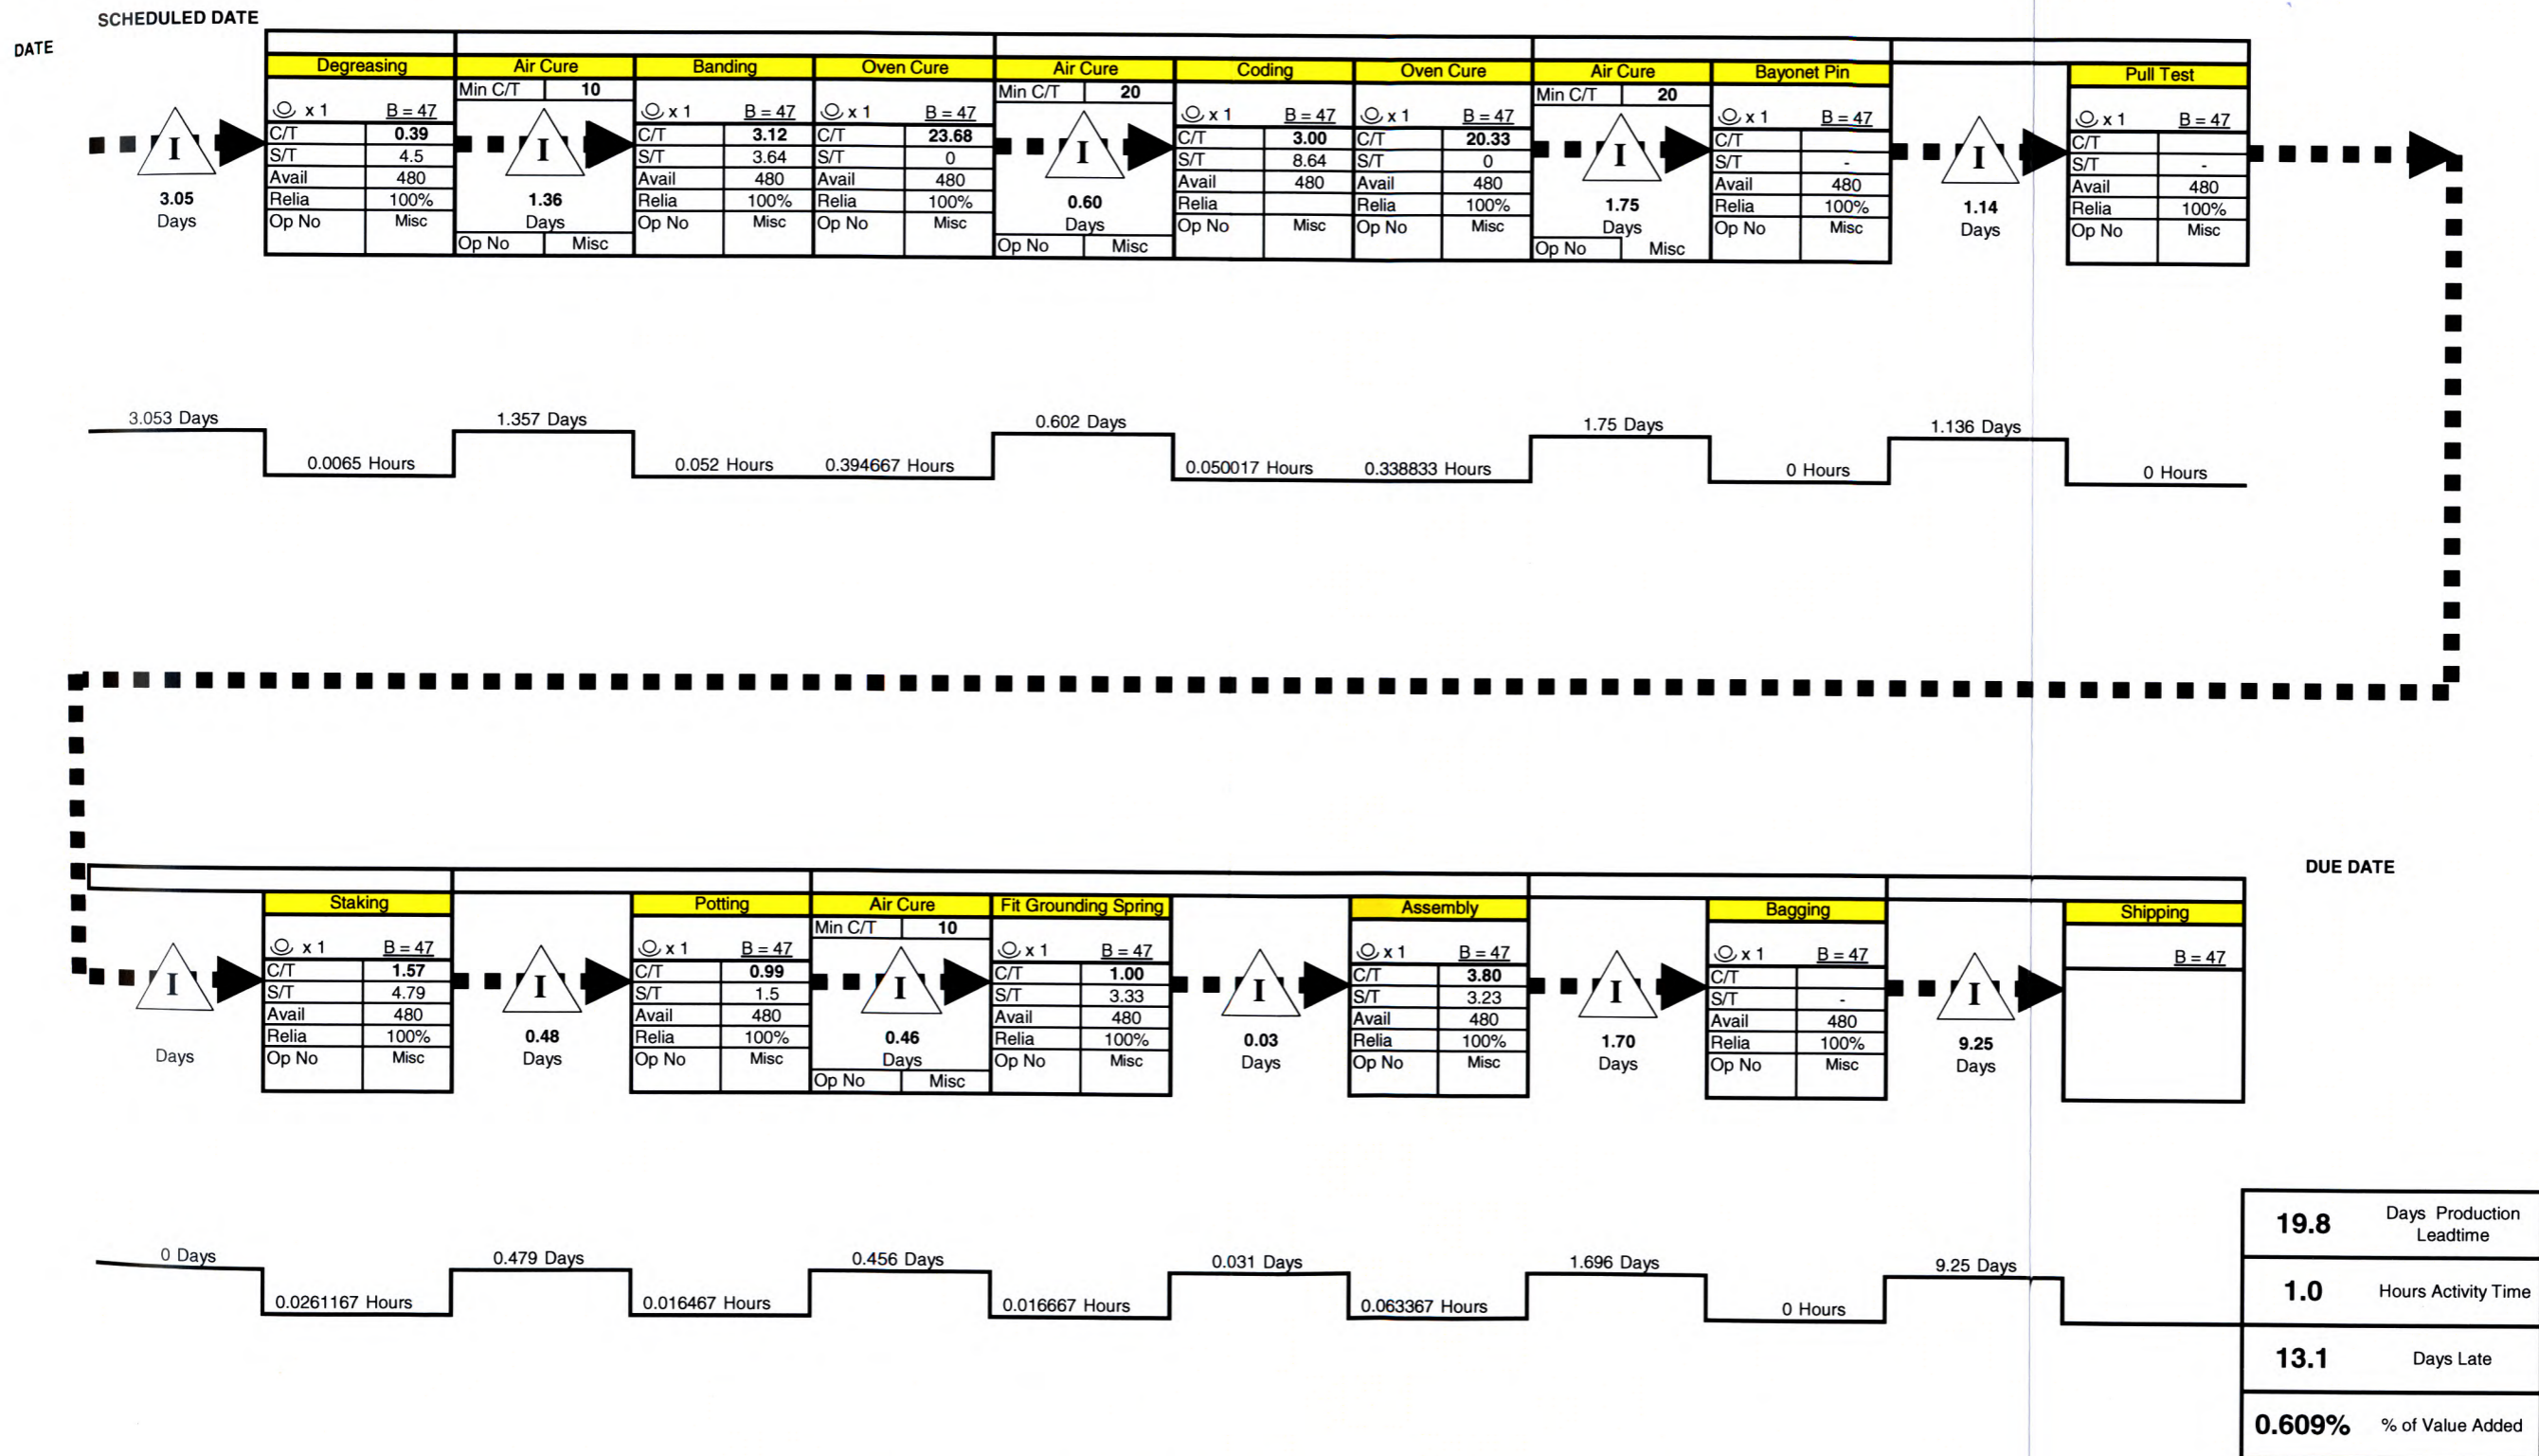 SCHEDULED DATE
DATE
Degreasing Air Cure Banding Oven Cure Air Cure Coding Oven Cure Air Cure Bayonet Pin Pull Test
Min C/T 10 Min C/T 20 Min C/T 20
x 1 B = 47 x 1 B = 47 x 1 B = 47 x 1 B = 47 x 1 B = 47 x 1 B = 47 x 1 B = 47
C/T 0.39 C/T 3.12 C/T 23.68 C/T 3.00 C/T 20.33 C/T C/T
I I I I I
S/T 4.5 S/T 3.64 S/T 0 S/T 8.64 S/T 0 S/T - S/T -
Avail 480 Avail 480 Avail 480 Avail 480 Avail 480 Avail 480 Avail 480
3.05 Relia 100% 1.36 Relia 100% Relia 100% 0.60 Relia Relia 100% 1.75 Relia 100% 1.14 Relia 100%
Days Op No Misc Days Op No Misc Op No Misc Days Op No Misc Op No Misc Days Op No Misc Days Op No Misc
Op No Misc Op No Misc Op No Misc
3.053 Days 1.357 Days 0.602 Days 1.75 Days 1.136 Days
0.0065 Hours 0.052 Hours 0.394667 Hours 0.050017 Hours 0.338833 Hours 0 Hours 0 Hours
DUE DATE
Staking Potting Air Cure Fit Grounding Spring Assembly Bagging Shipping
Min C/T 10
x 1 B = 47 x 1 B = 47 x 1 B = 47 x 1 B = 47 x 1 B = 47 B = 47
C/T 1.57 C/T 0.99 C/T 1.00 C/T 3.80 C/T
I I I I I I
S/T 4.79 S/T 1.5 S/T 3.33 S/T 3.23 S/T -
Avail 480 Avail 480 Avail 480 Avail 480 Avail 480
Relia 100% 0.48 Relia 100% 0.46 Relia 100% 0.03 Relia 100% 1.70 Relia 100% 9.25
Days Op No Misc Days Op No Misc Days Op No Misc Days Op No Misc Days Op No Misc Days
Op No Misc
0 Days 0.479 Days 0.456 Days 0.031 Days 1.696 Days 9.25 Days
0.0261167 Hours 0.016467 Hours 0.016667 Hours 0.063367 Hours 0 Hours
19.8 Days Production
Leadtime
1.0 Hours Activity Time
13.1 Days Late
0.609% % of Value Added